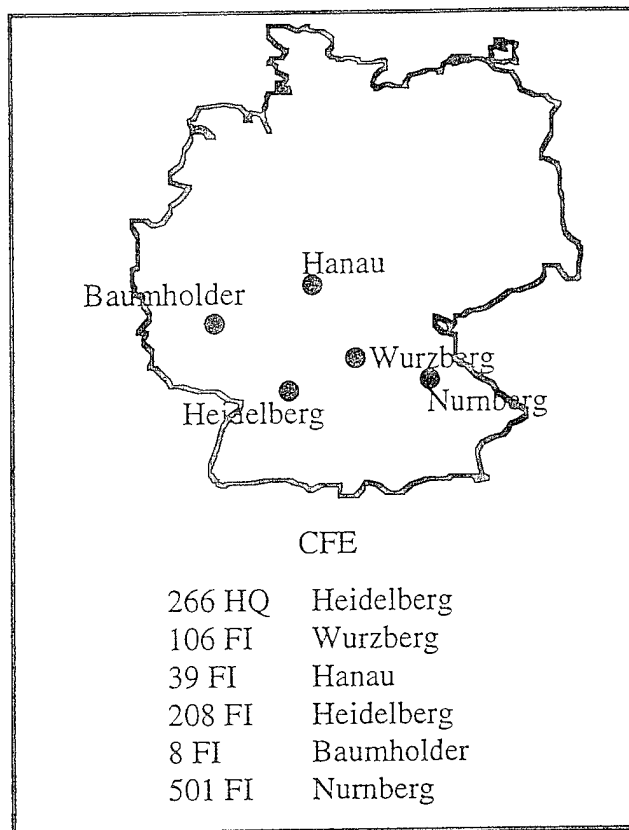 Hanau
Baumholder
Wurzberg
Nurnberg
Heidelberg
CFE
266 HQ Heidelberg
106 FI Wurzberg
39 FI Hanau
208 FI Heidelberg
8 FI Baumholder
501 FI Nurnberg